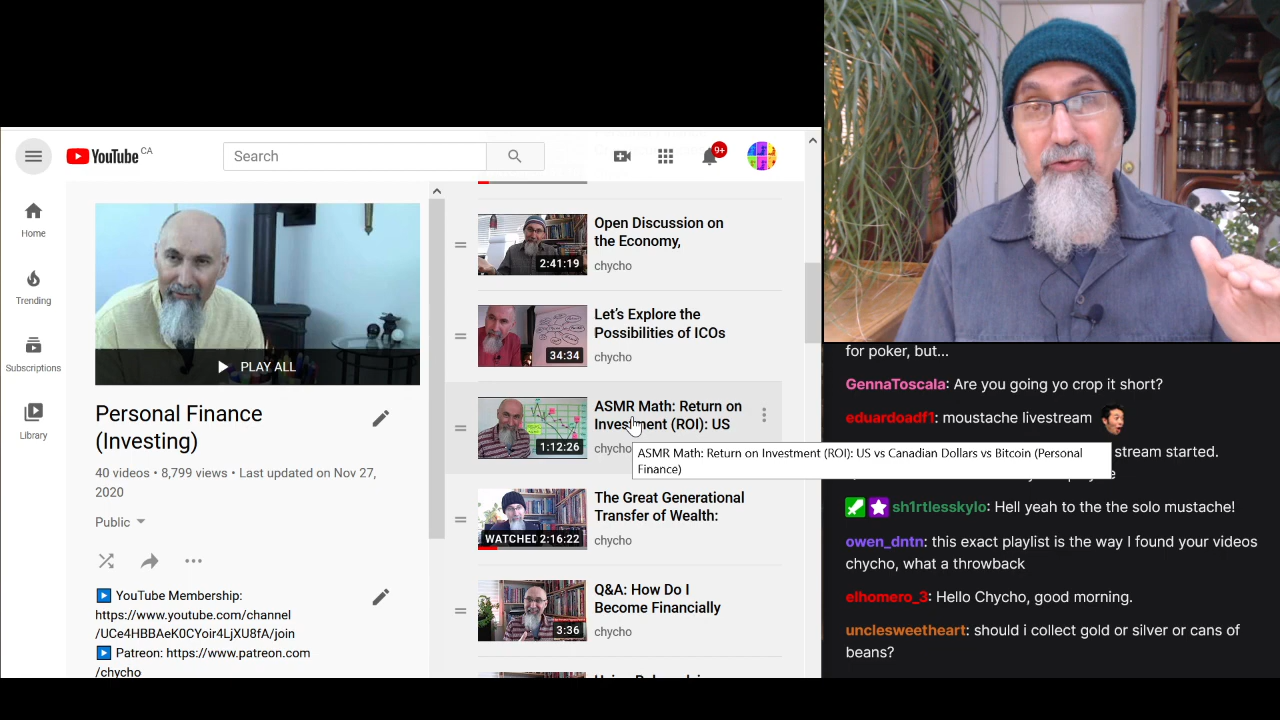 YouTube CA
Search
9+
Home
Trending
Subscriptions
Library
PLAY ALL
Personal Finance
(Investing)
40 videos • 8,799 views • Last updated on Nov 27,
2020
Public
YouTube Membership:
https://www.youtube.com/channel
/UCe4HBBAeK0CYoir4LjXU8fA/join
Patreon: https://www.patreon.com
/chycho
Open Discussion on
the Economy,
chycho
2:41:19
Let's Explore the
Possibilities of ICOs
chycho
34:34
ASMR Math: Return on
Investment (ROI): US
chycho
1:12:26
ASMR Math: Return on Investment (ROI): US vs Canadian Dollars vs Bitcoin (Personal
Finance)
The Great Generational
Transfer of Wealth:
chycho
WATCHED 2:16:22
Q&A: How Do I
Become Financially
chycho
3:36
for poker, but...
GennaToscala: Are you going yo crop it short?
eduardoadf1: moustache livestream
stream started.
sh1rtlesskylo: Hell yeah to the the solo mustache!
owen_dntn: this exact playlist is the way I found your videos
chycho, what a throwback
elhomero_3: Hello Chycho, good morning.
unclesweetheart: should i collect gold or silver or cans of
beans?